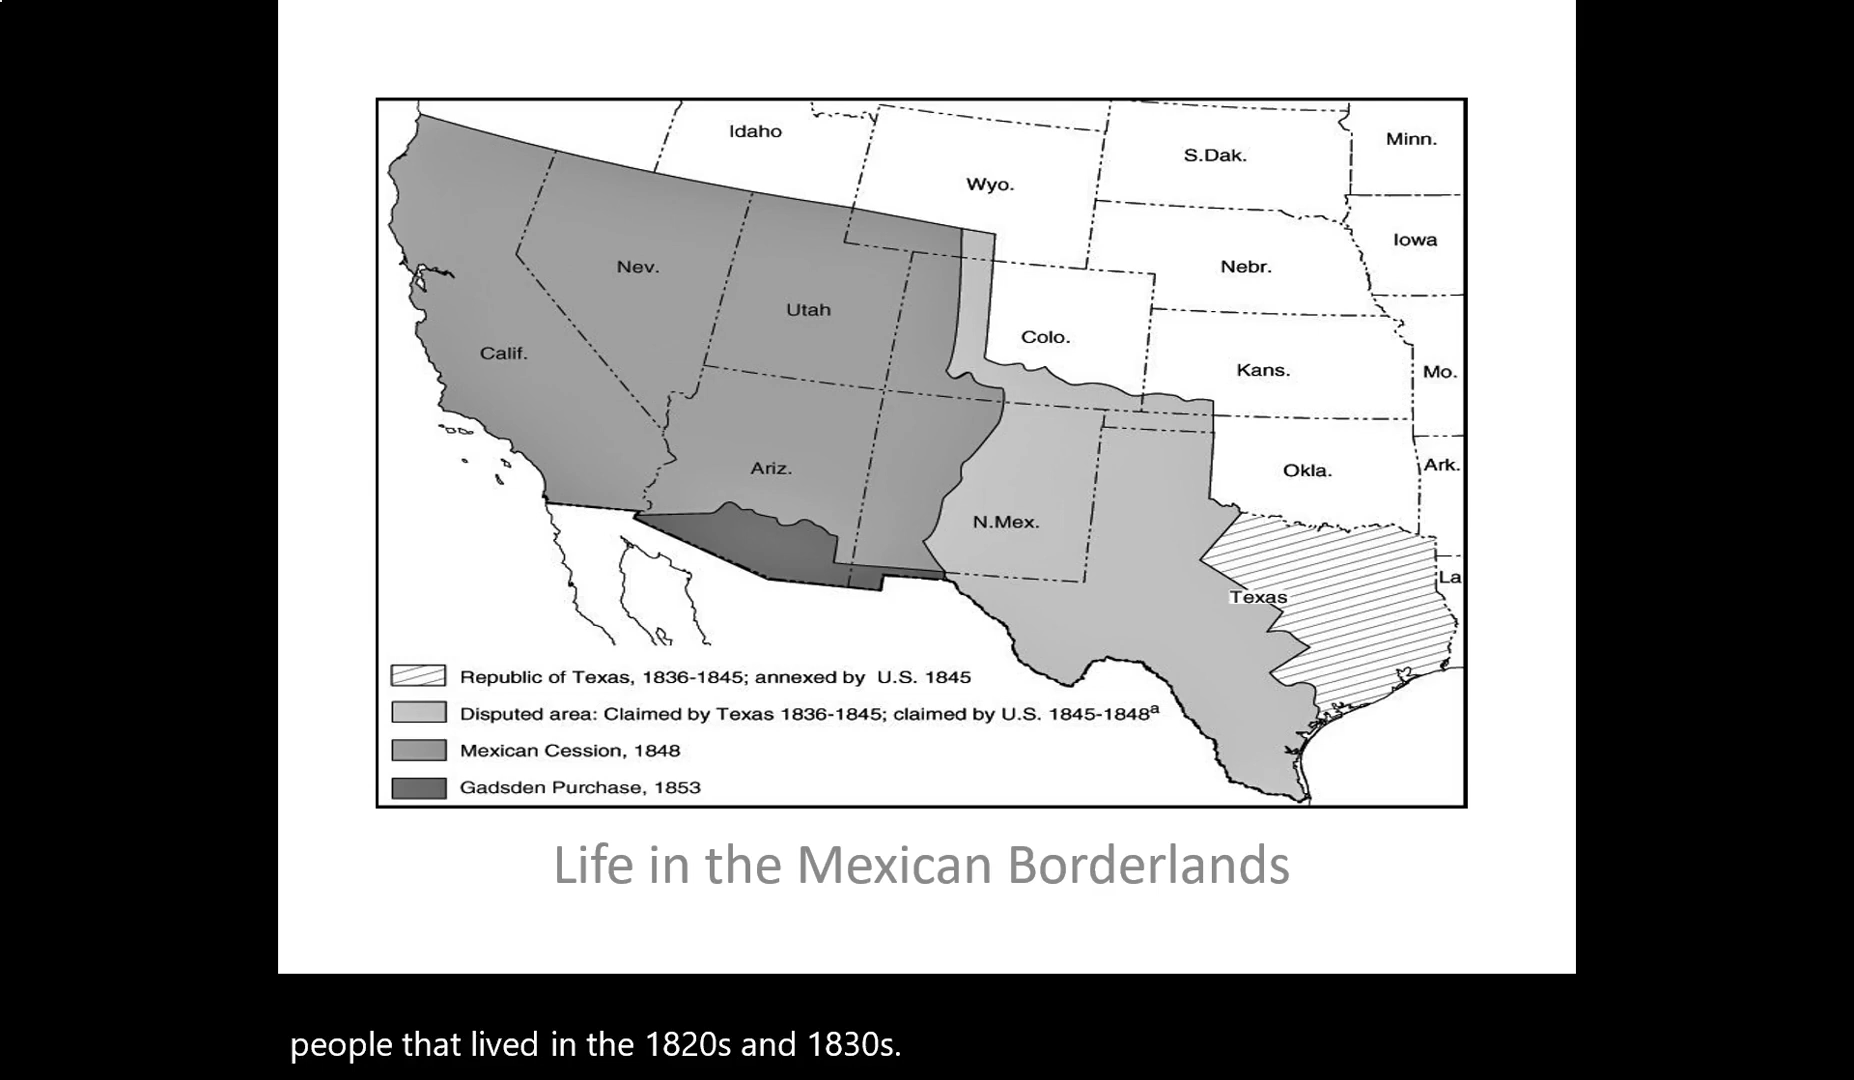 Idaho
Minn.
S.Dak.
Wyo.
Iowa
Nev.
Nebr.
Utah
Colo.
Calif.
Kans.
Mo.
Ariz.
Okla.
Ark.
N.Mex.
La
Texas
Republic of Texas, 1836-1845; annexed by U.S. 1845
Disputed area: Claimed by Texas 1836-1845; claimed by U.S. 1845-1848a
Mexican Cession, 1848
Gadsden Purchase, 1853
Life in the Mexican Borderlands
people that lived in the 1820s and 1830s.